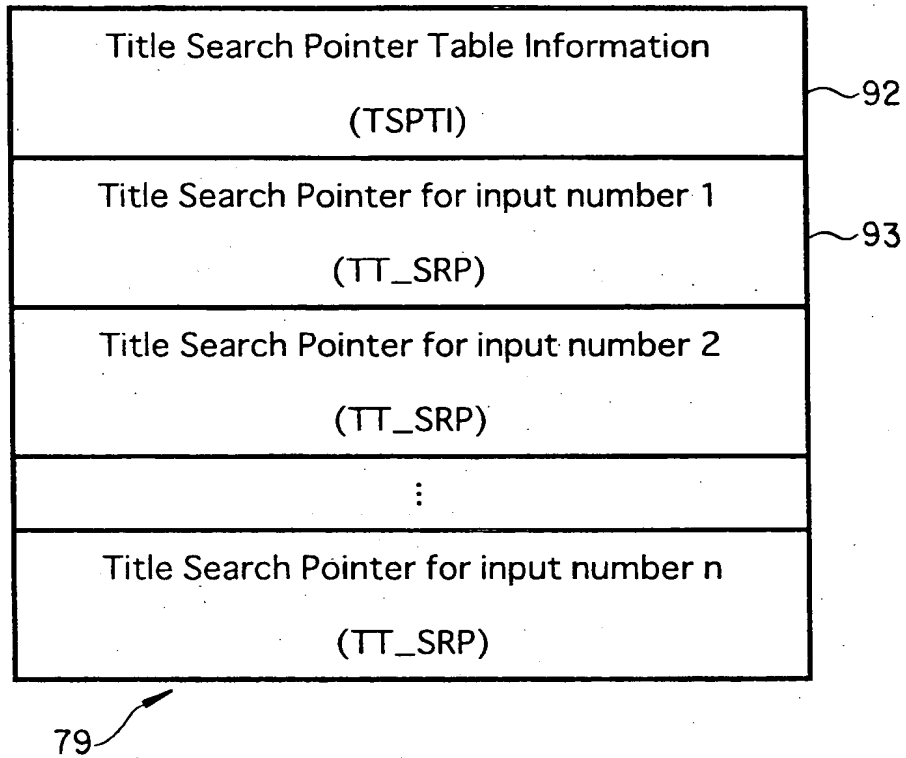 Title Search Pointer Table Information
(TSPTI)
92
Title Search Pointer for input number 1
(TT_SRP)
93
Title Search Pointer for input number 2
(TT_SRP)
⋮
Title Search Pointer for input number n
(TT_SRP)
79